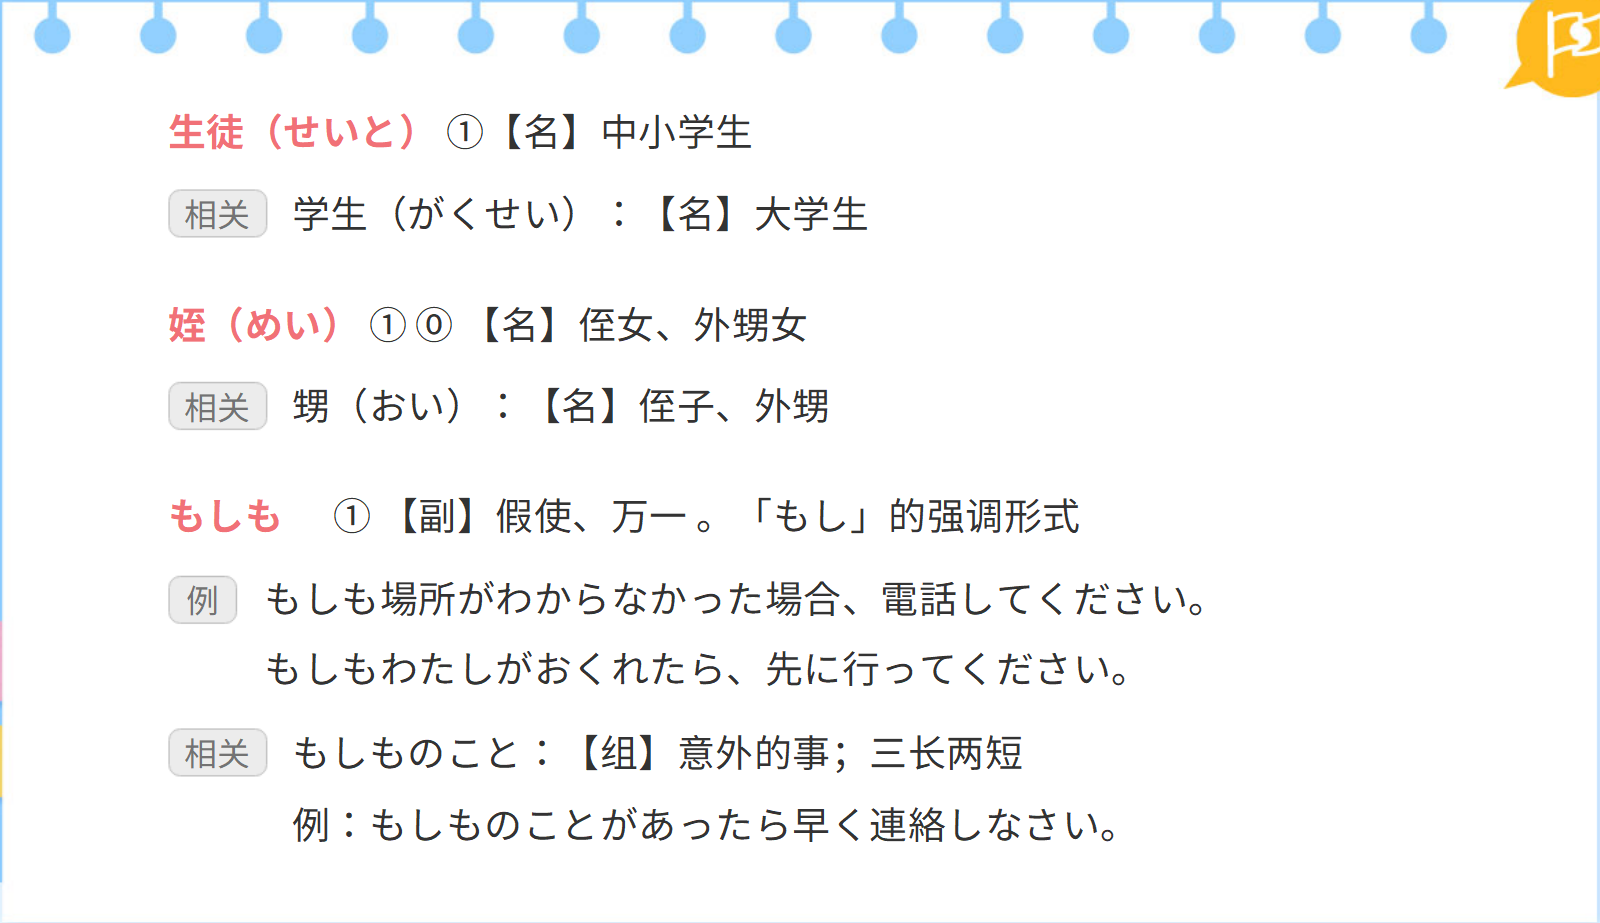 生徒（せいと） ①【名】中小学生
相关 学生（がくせい）：【名】大学生
姪（めい） ①⓪ 【名】侄女、外甥女
相关 甥（おい）：【名】侄子、外甥
もしも ① 【副】假使、万一 。「もし」的强调形式
例 もしも場所がわからなかった場合、電話してください。
もしもわたしがおくれたら、先に行ってください。
相关 もしものこと：【组】意外的事；三长两短
例：もしものことがあったら早く連絡しなさい。